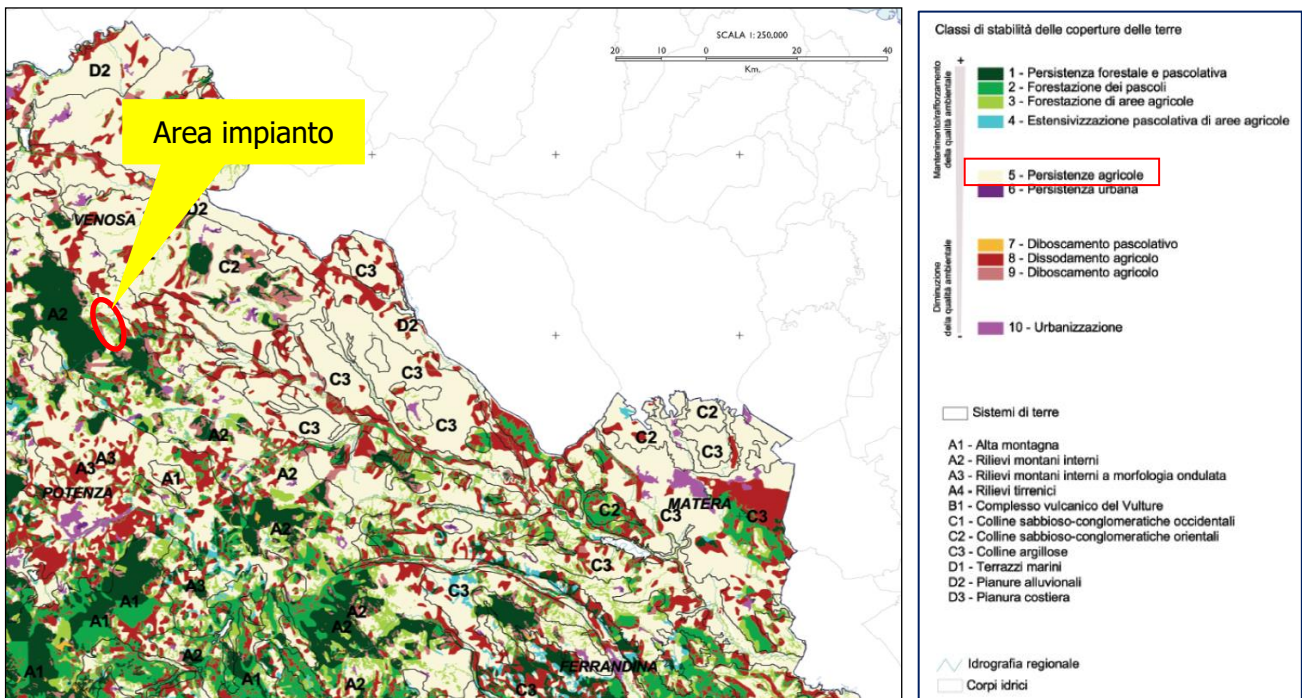 SCALA 1: 250,000
20 10 0 20 40
Km.
D2
Area impianto
VENOSA
D2
C2
C3
A2
D2
C3
C3
C3
C3
A2
C2
C2
C3
A3
A3
A1
A2
POTENZA
MATERA
C2
C3
C3
A2
C3
A3
C3
A1
A2
A1
A2
FERRANDINA
A2
A1
A1
A2
C3
Classi di stabilità delle coperture delle terre
+
Mantenimento/rafforzamento
della qualità ambientale
1 - Persistenza forestale e pascolativa
2 - Forestazione dei pascoli
3 - Forestazione di aree agricole
4 - Estensivizzazione pascolativa di aree agricole
5 - Persistenze agricole
6 - Persistenza urbana
Diminuzione
della qualità ambientale
7 - Diboscamento pascolativo
8 - Dissodamento agricolo
9 - Diboscamento agricolo
10 - Urbanizzazione
-
Sistemi di terre
A1 - Alta montagna
A2 - Rilievi montani interni
A3 - Rilievi montani interni a morfologia ondulata
A4 - Rilievi tirrenici
B1 - Complesso vulcanico del Vulture
C1 - Colline sabbioso-conglomeratiche occidentali
C2 - Colline sabbioso-conglomeratiche orientali
C3 - Colline argillose
D1 - Terrazzi marini
D2 - Pianure alluvionali
D3 - Pianura costiera
Idrografia regionale
Corpi idrici